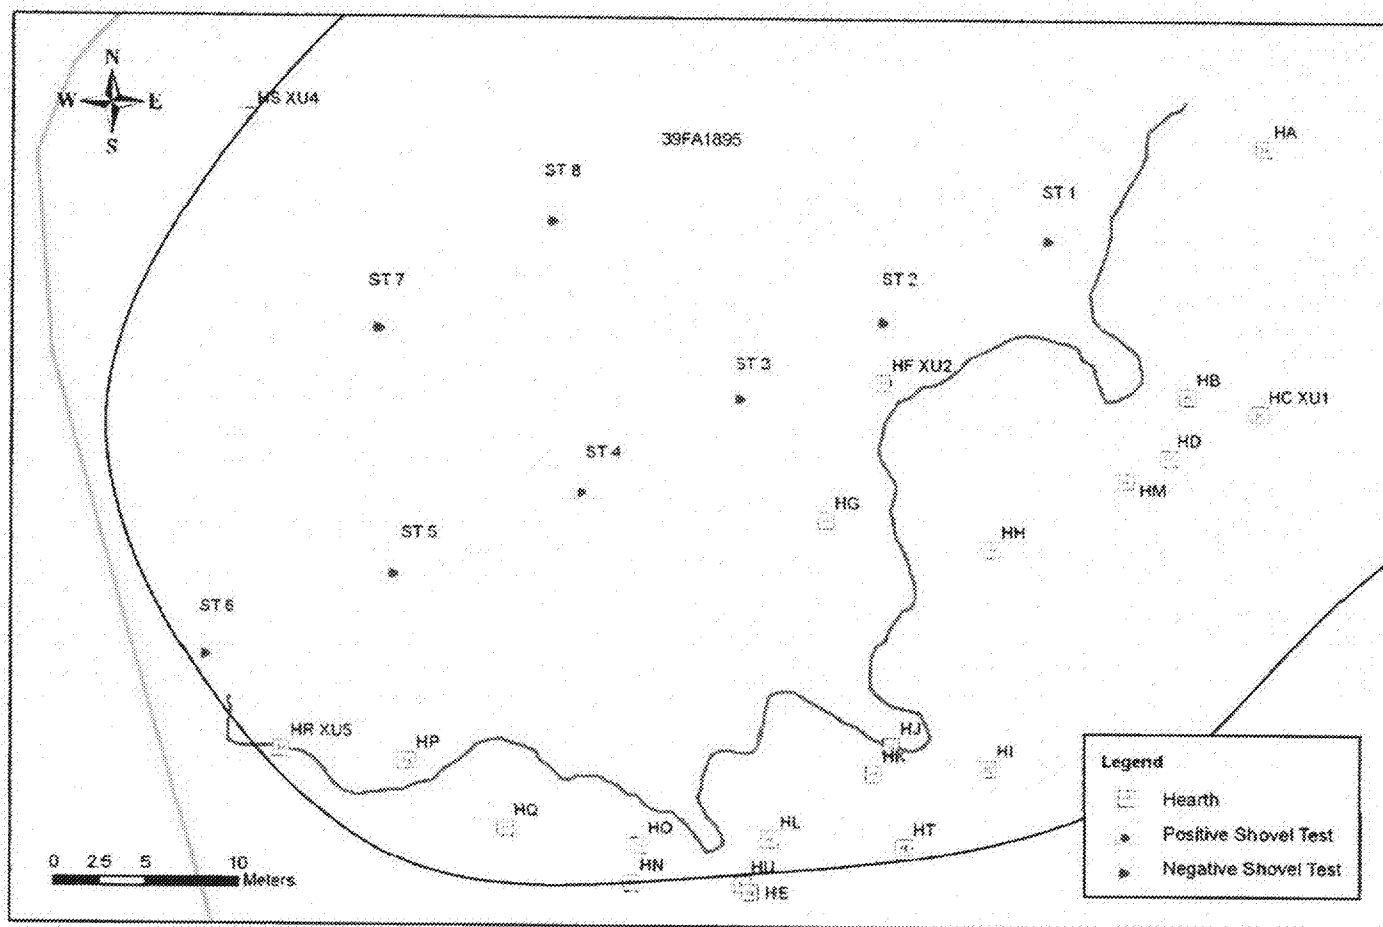 N
W E
S
HS XU4
39FA1895
HA
ST 8
ST 1
ST 7
ST 2
HF XU2
ST 3
HB
HC XU1
HD
ST 4
HM
HG
ST 5
HH
ST 6
HR XU5
HP
HJ
HK
HI
HQ
HO
HL
HT
HN
HU
HE
0 2.5 5 10
Meters
Legend
Hearth
Positive Shovel Test
Negative Shovel Test